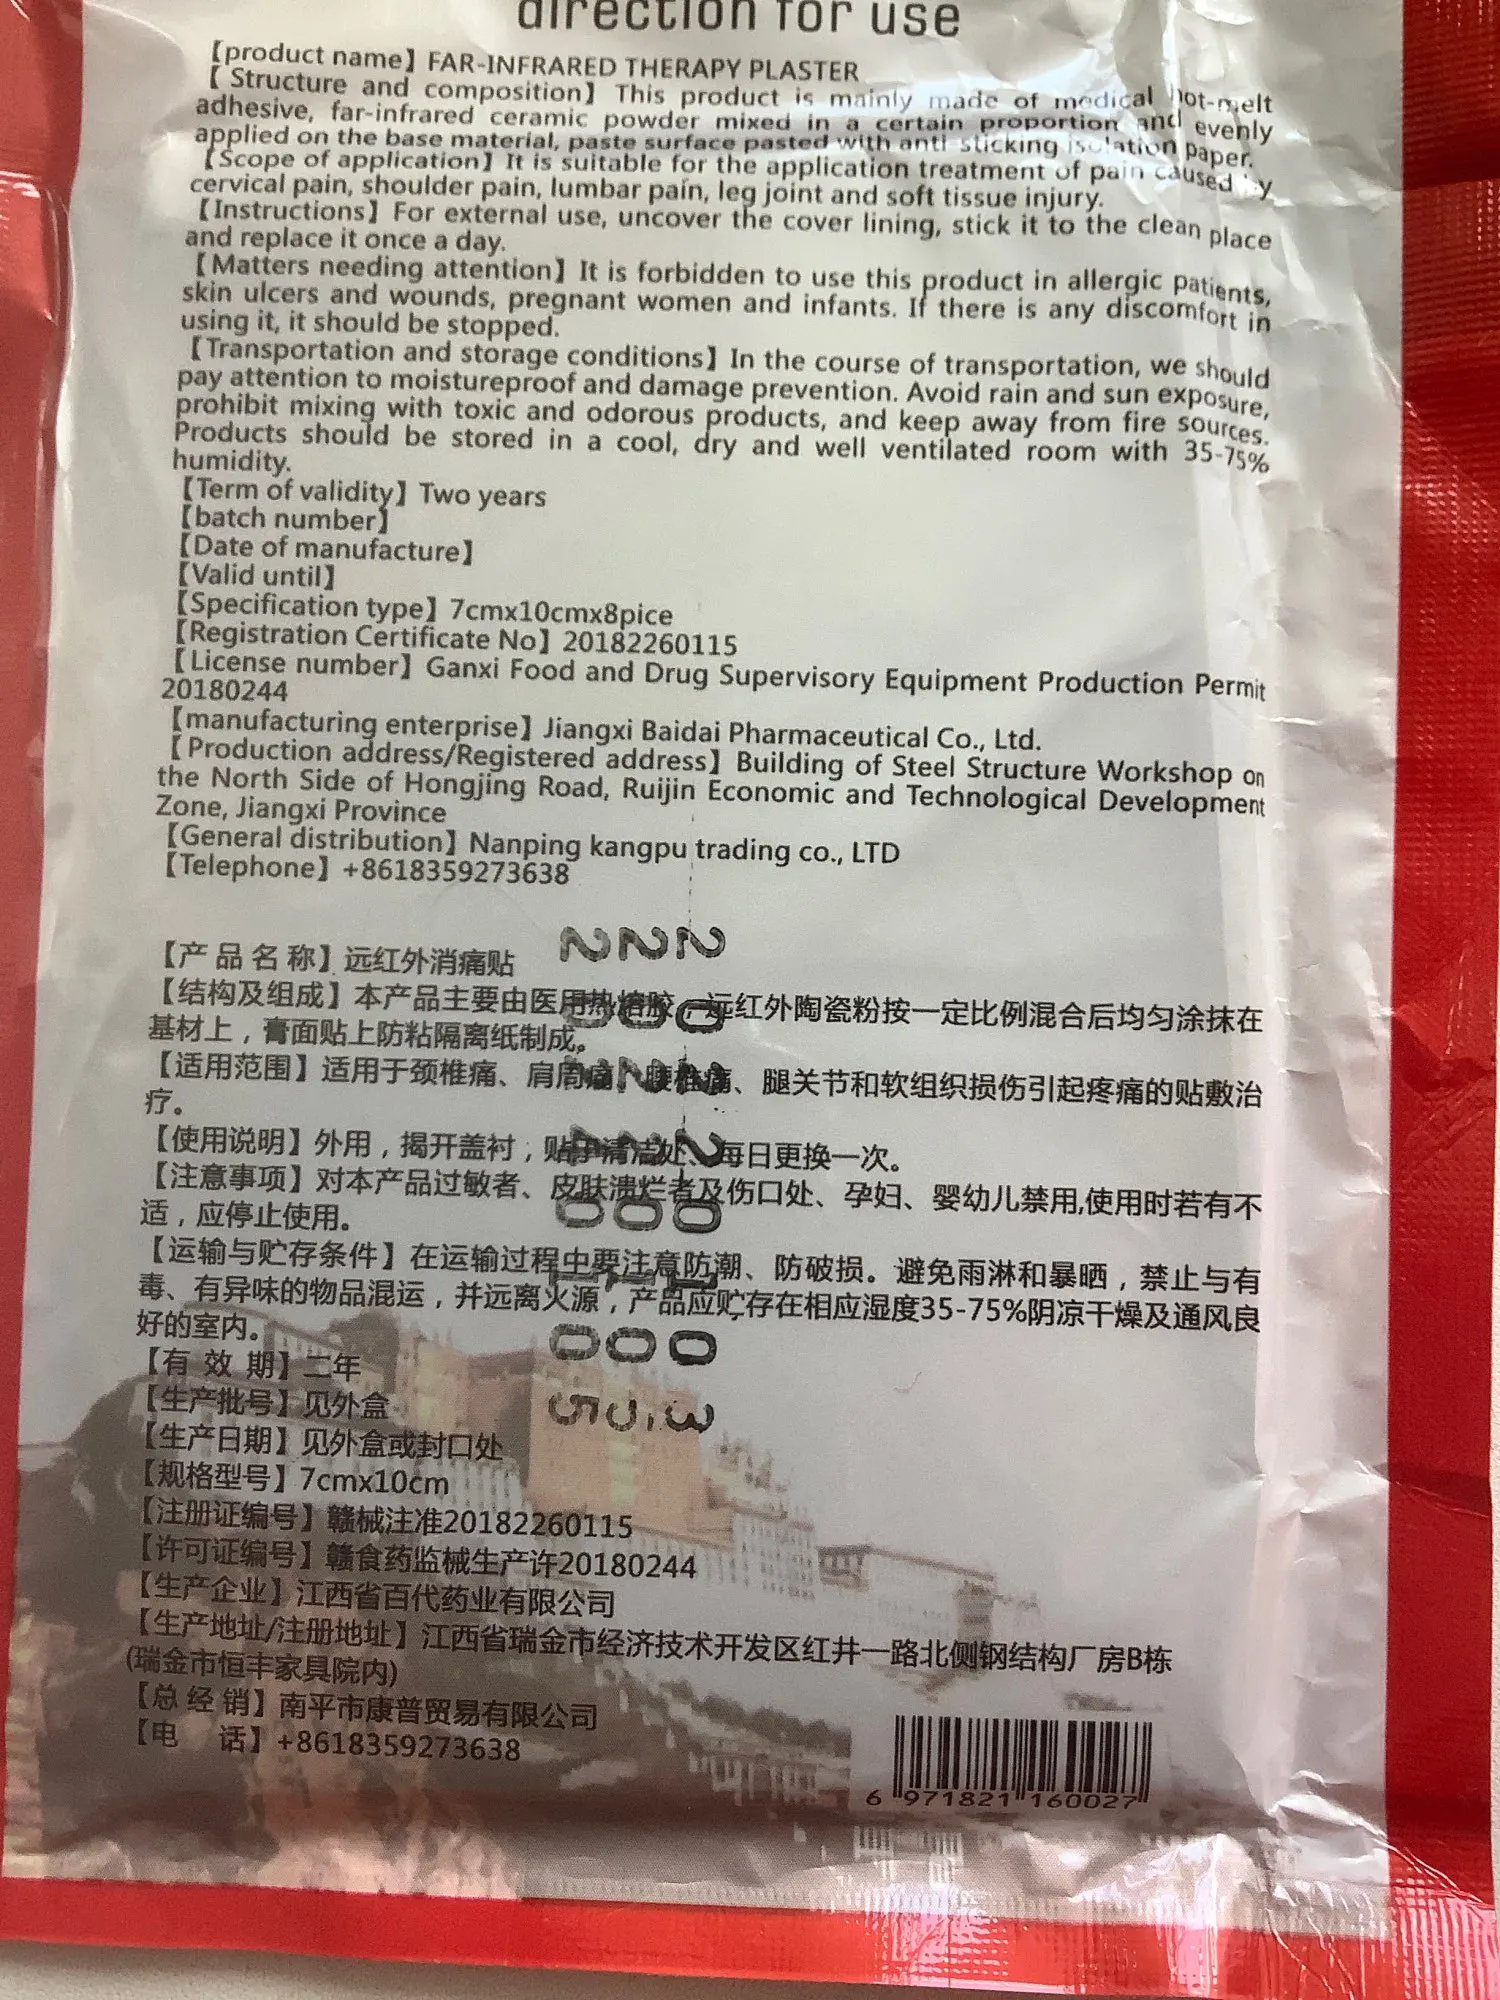 direction for use
【product name】FAR-INFRARED THERAPY PLASTER
【 Structure and composition】This product is mainly made of medical hot-melt
adhesive, far-infrared ceramic powder mixed in a certain proportion and evenly
applied on the base material, paste surface pasted with anti sticking isolation paper.
【Scope of application】It is suitable for the application treatment of pain caused by
cervical pain, shoulder pain, lumbar pain, leg joint and soft tissue injury.
【Instructions】For external use, uncover the cover lining, stick it to the clean place
and replace it once a day.
【Matters needing attention】It is forbidden to use this product in allergic patients,
skin ulcers and wounds, pregnant women and infants. If there is any discomfort in
using it, it should be stopped.
【Transportation and storage conditions】In the course of transportation, we should
pay attention to moistureproof and damage prevention. Avoid rain and sun exposure,
prohibit mixing with toxic and odorous products, and keep away from fire sources.
Products should be stored in a cool, dry and well ventilated room with 35-75%
humidity.
【Term of validity】Two years
【batch number】
【Date of manufacture】
【Valid until】
【Specification type】7cmx10cmx8pice
【Registration Certificate No】20182260115
【License number】Ganxi Food and Drug Supervisory Equipment Production Permit
20180244
【manufacturing enterprise】Jiangxi Baidai Pharmaceutical Co., Ltd.
【Production address/Registered address】Building of Steel Structure Workshop on
the North Side of Hongjing Road, Ruijin Economic and Technological Development
Zone, Jiangxi Province
【General distribution】Nanping kangpu trading co., LTD
【Telephone】+8618359273638
【产 品 名 称】远红外消痛贴
【结构及组成】本产品主要由医用热熔胶，远红外陶瓷粉按一定比例混合后均匀涂抹在
基材上，膏面贴上防粘隔离纸制成。
【适用范围】适用于颈椎痛、肩周痛、腰椎痛、腿关节和软组织损伤引起疼痛的贴敷治
疗。
【使用说明】外用，揭开盖衬，贴于清洁处、每日更换一次。
【注意事项】对本产品过敏者、皮肤溃烂者及伤口处、孕妇、婴幼儿禁用,使用时若有不
适，应停止使用。
【运输与贮存条件】在运输过程中要注意防潮、防破损。避免雨淋和暴晒，禁止与有
毒、有异味的物品混运，并远离火源，产品应贮存在相应湿度35-75%阴凉干燥及通风良
好的室内。
【有 效 期】二年
【生产批号】见外盒
【生产日期】见外盒或封口处
【规格型号】7cmx10cm
【注册证编号】赣械注准20182260115
【许可证编号】赣食药监械生产许20180244
【生产企业】江西省百代药业有限公司
【生产地址/注册地址】江西省瑞金市经济技术开发区红井一路北侧钢结构厂房B栋
(瑞金市恒丰家具院内)
【总 经 销】南平市康普贸易有限公司
【电 话】+8618359273638
6 971821 160027